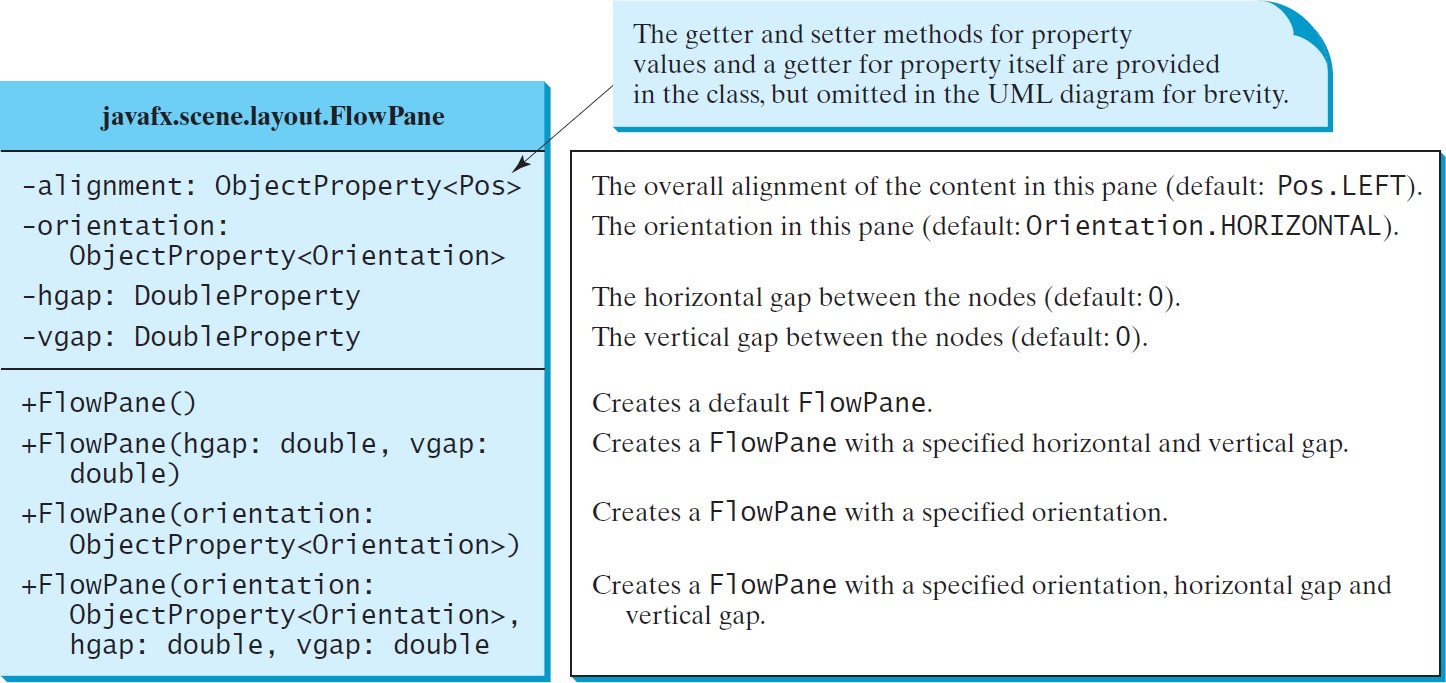 The getter and setter methods for property
values and a getter for property itself are provided
in the class, but omitted in the UML diagram for brevity.
javafx.scene.layout.FlowPane
-alignment: ObjectProperty<Pos>
-orientation:
ObjectProperty<Orientation>
-hgap: DoubleProperty
-vgap: DoubleProperty
+FlowPane()
+FlowPane(hgap: double, vgap:
double)
+FlowPane(orientation:
ObjectProperty<Orientation>)
+FlowPane(orientation:
ObjectProperty<Orientation>,
hgap: double, vgap: double
The overall alignment of the content in this pane (default: Pos.LEFT).
The orientation in this pane (default: Orientation.HORIZONTAL).
The horizontal gap between the nodes (default: 0).
The vertical gap between the nodes (default: 0).
Creates a default FlowPane.
Creates a FlowPane with a specified horizontal and vertical gap.
Creates a FlowPane with a specified orientation.
Creates a FlowPane with a specified orientation, horizontal gap and
vertical gap.